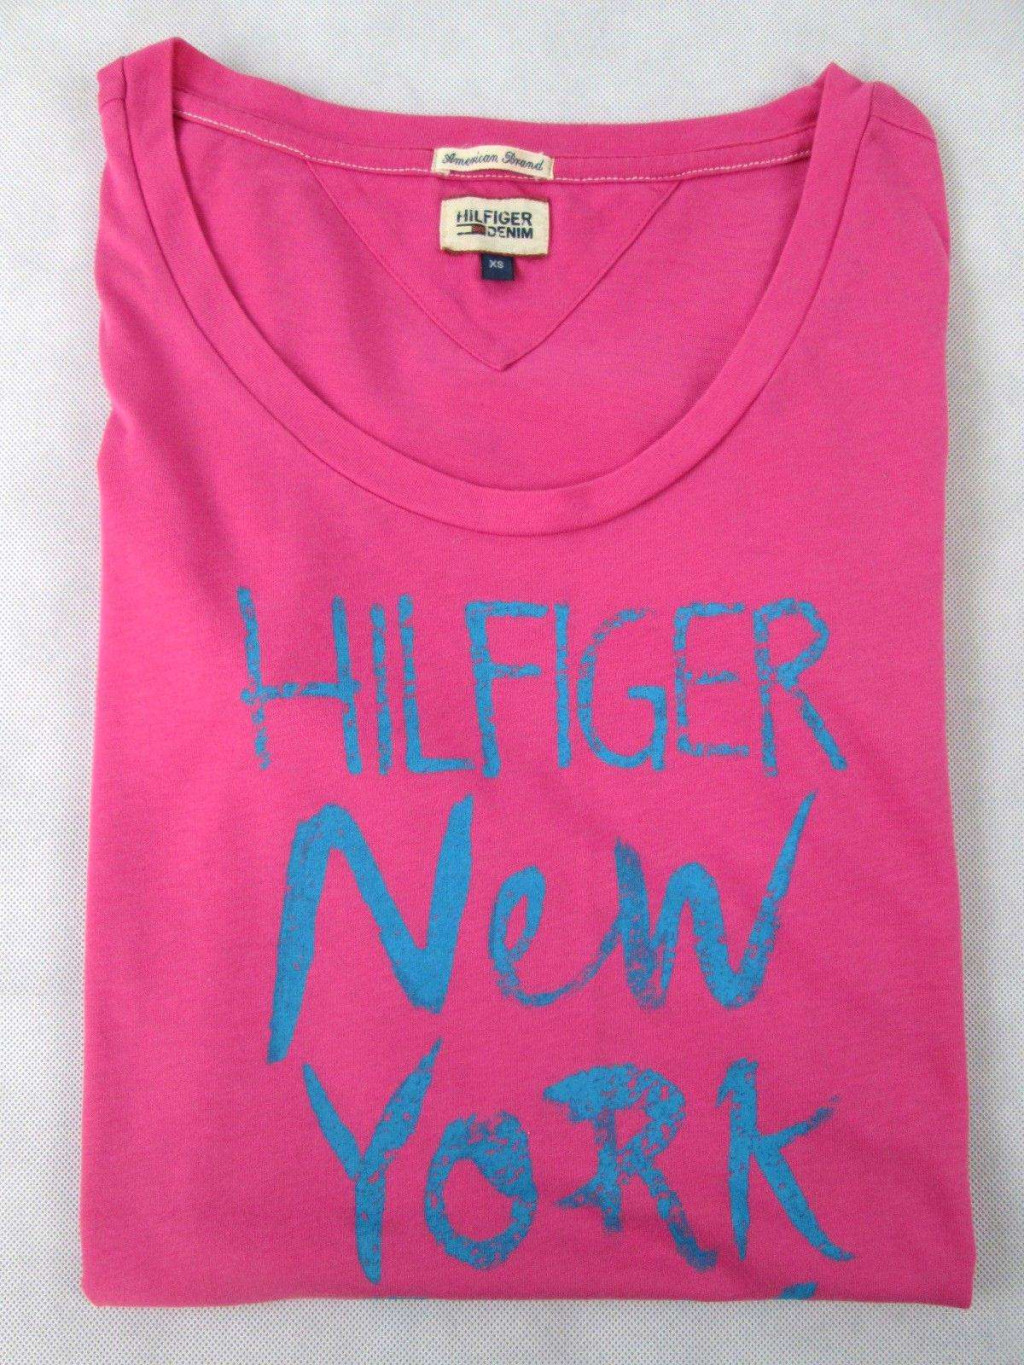 American Brand
HILFIGER
DENIM
XS
HILFIGER
New
YORK